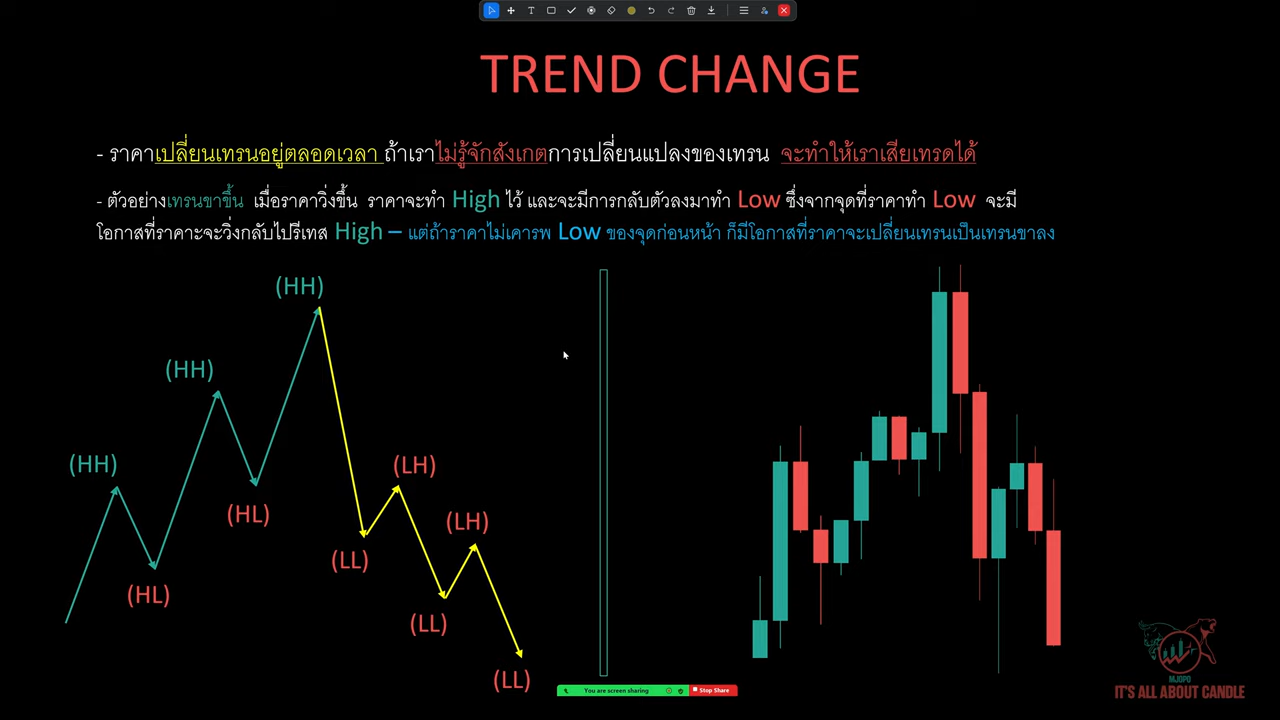 TREND CHANGE
- ราคาเปลี่ยนเทรนอยู่ตลอดเวลา ถ้าเราไม่รู้จักสังเกตการเปลี่ยนแปลงของเทรน จะทำให้เราเสียเทรดได้
- ตัวอย่างเทรนขาขึ้น เมื่อราคาวิ่งขึ้น ราคาจะทำ High ไว้ และจะมีการกลับตัวลงมาทำ Low ซึ่งจากจุดที่ราคาทำ Low จะมี
โอกาสที่ราคาะจะวิ่งกลับไปรีเทส High – แต่ถ้าราคาไม่เคารพ Low ของจุดก่อนหน้า ก็มีโอกาสที่ราคาจะเปลี่ยนเทรนเป็นเทรนขาลง
(HH)
(HH)
(HH)
(LH)
(HL)
(LH)
(LL)
(HL)
(LL)
(LL)
You are screen sharing
Stop Share
MJOPO
IT'S ALL ABOUT CANDLE